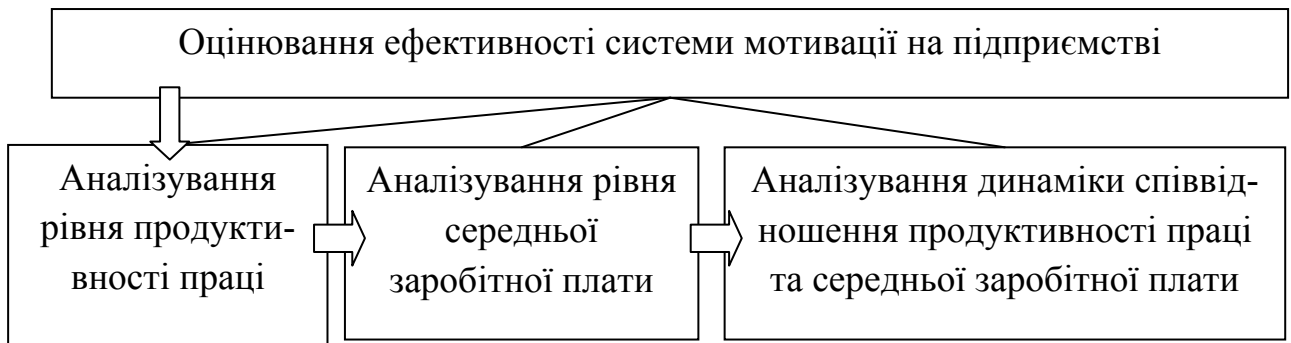 Оцінювання ефективності системи мотивації на підприємстві
Аналізування
рівня продукти-
вності праці
Аналізування рівня
середньої
заробітної плати
Аналізування динаміки співвід-
ношення продуктивності праці
та середньої заробітної плати